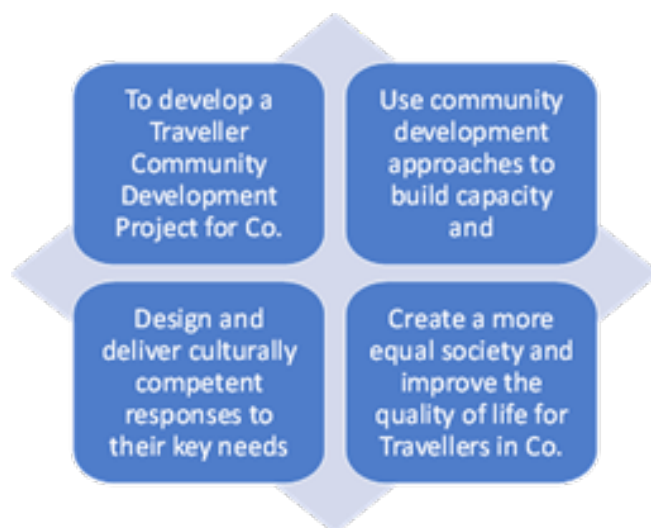 To develop a
Traveller
Community
Development
Project for Co.
Use community
development
approaches to
build capacity
and
Design and
deliver culturally
competent
responses to
their key needs
Create a more
equal society and
improve the
quality of life for
Travellers in Co.